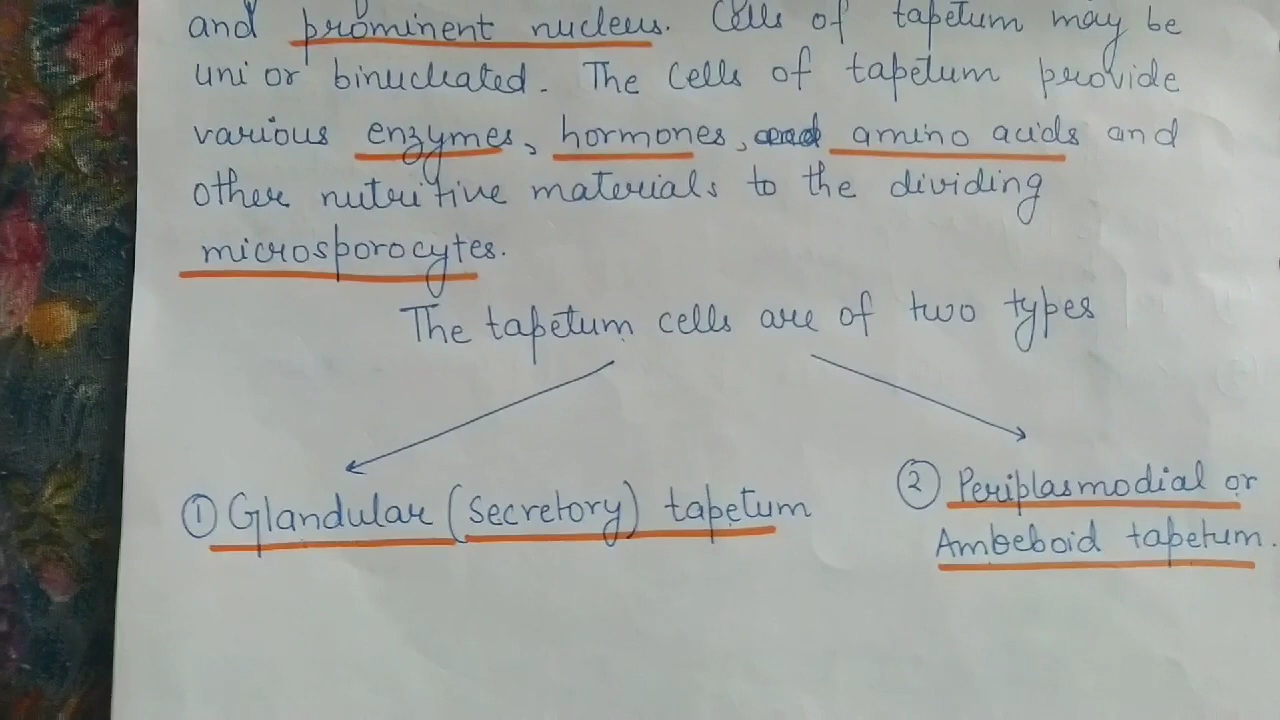 and prominent nucleus. Cells of tapetum may be
uni or binucleated. The cells of tapetum provide
various enzymes, hormones, and amino acids and
other nutritive materials to the dividing
microsporocytes.
The tapetum cells are of two types
① Glandular (Secretory) tapetum
② Periplasmodial or
Amoeboid tapetum.